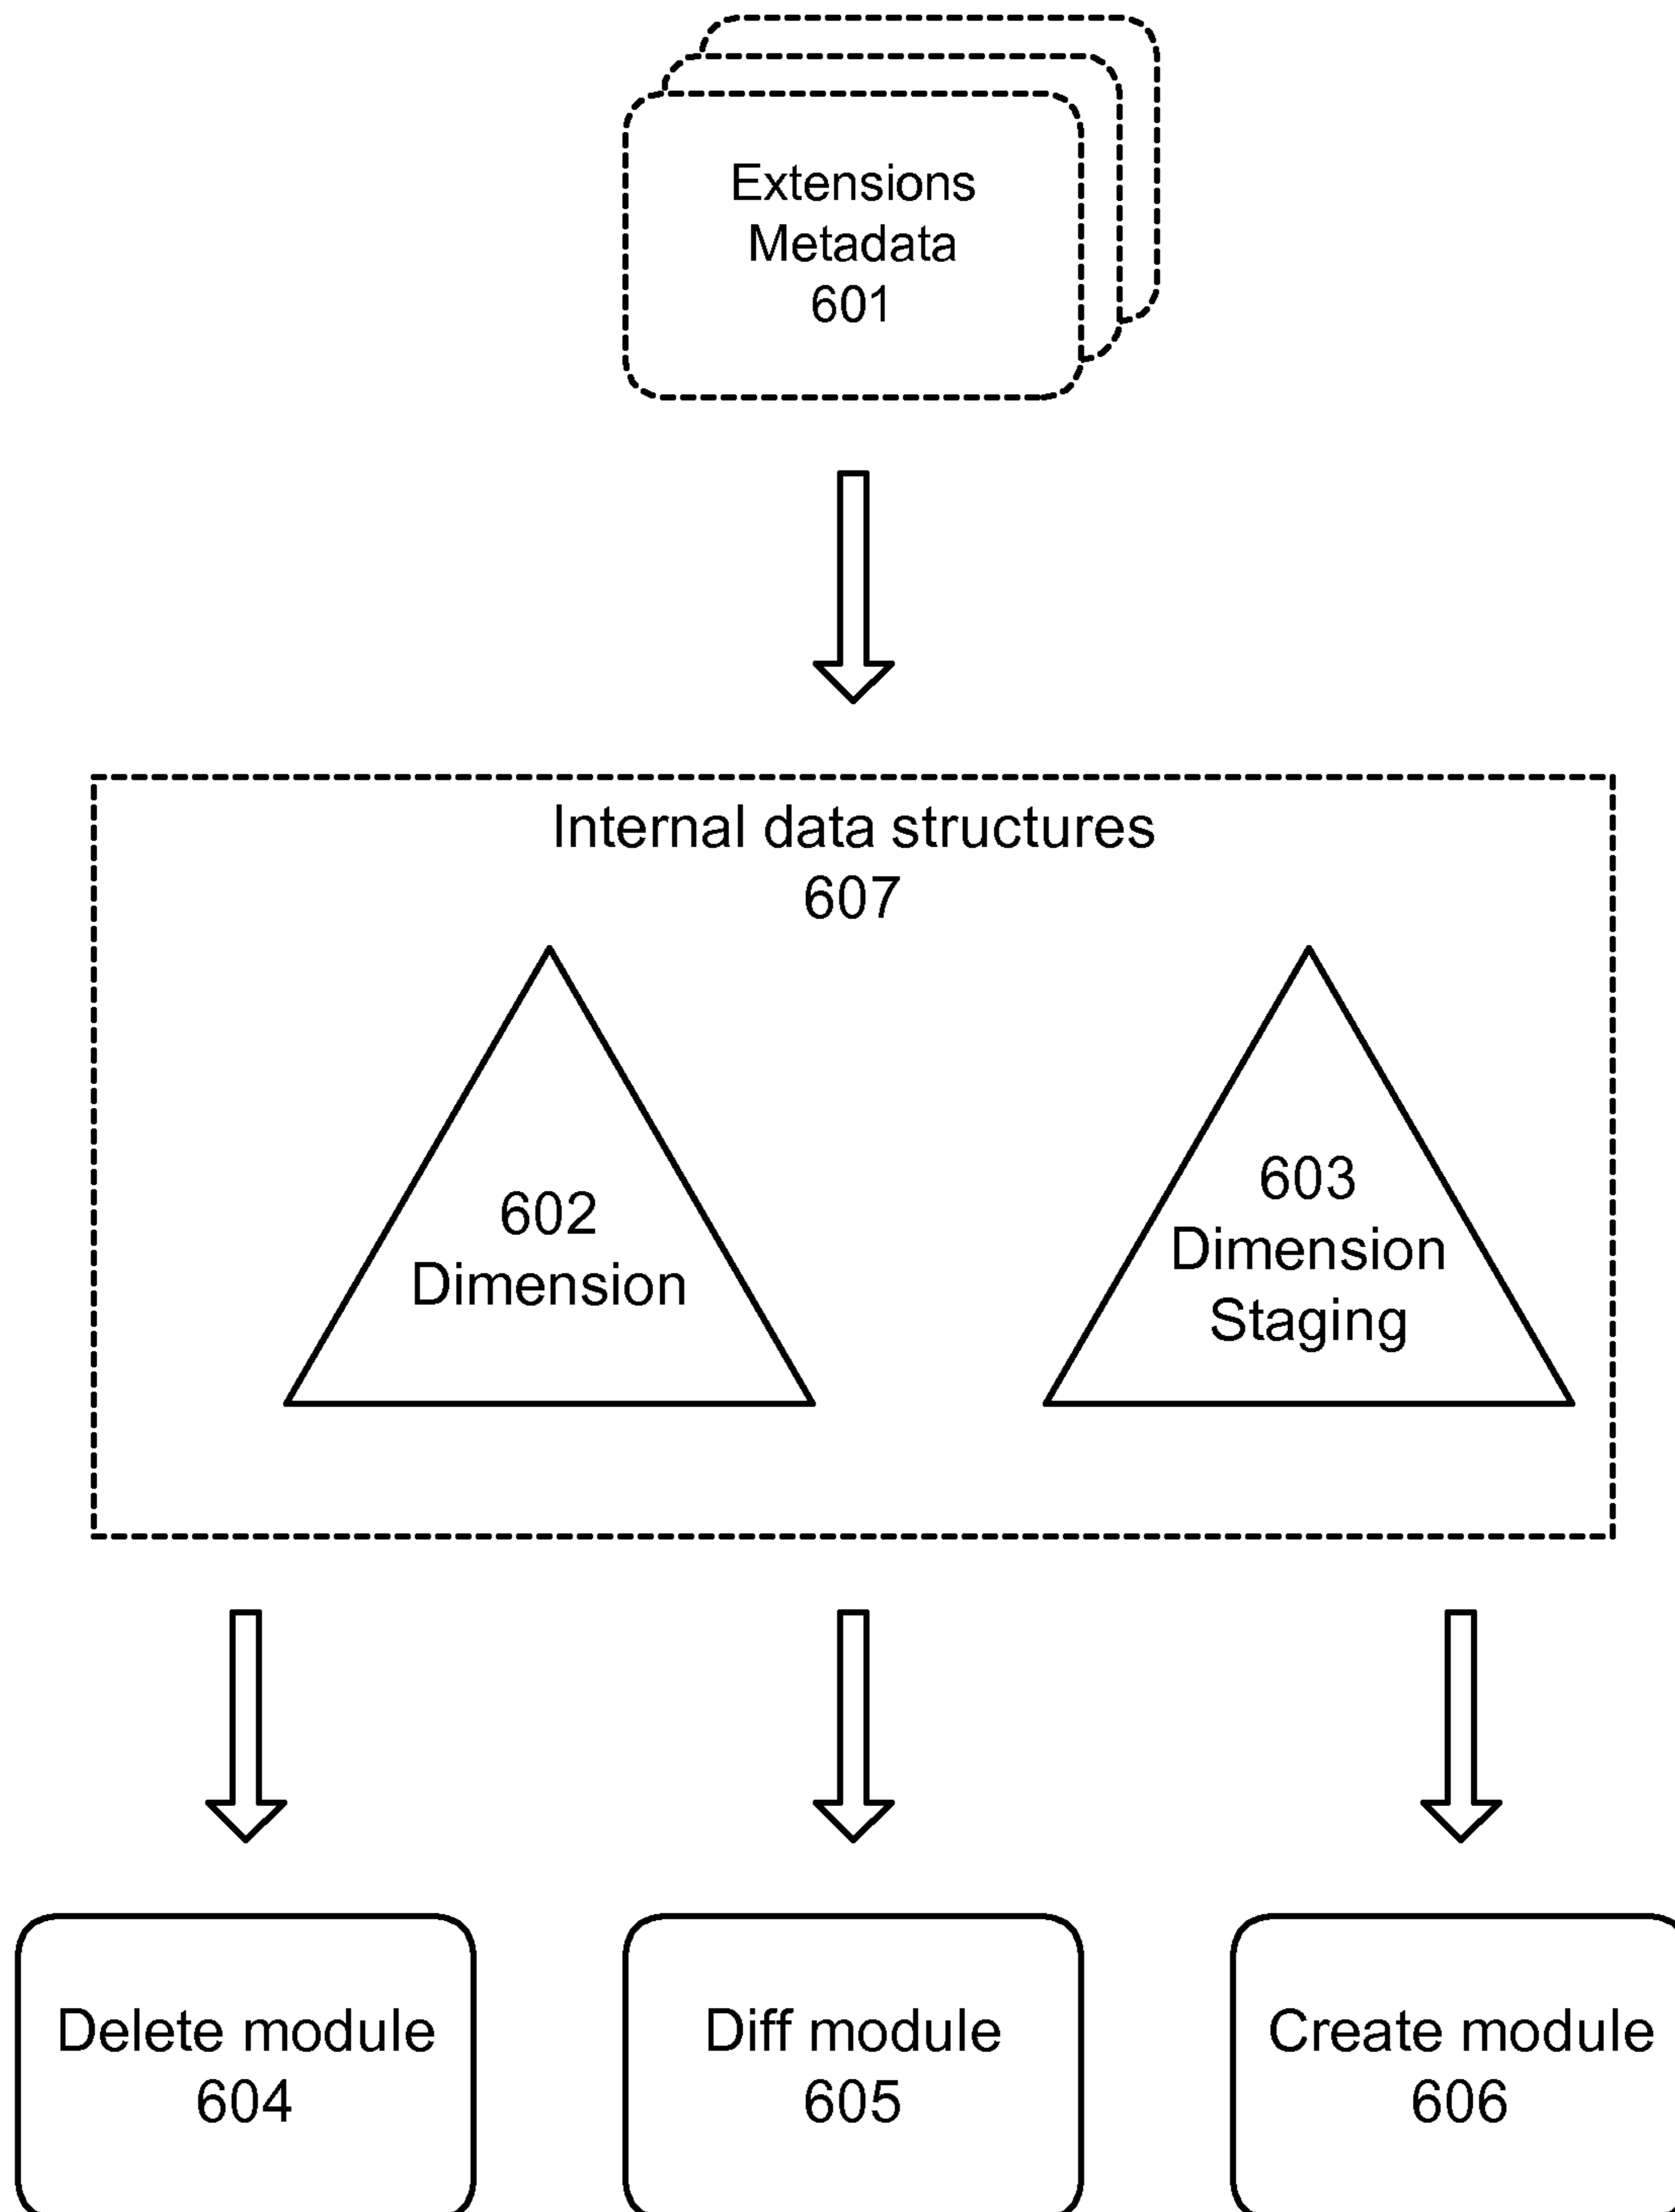 Extensions
Metadata
601
Internal data structures
607
602
Dimension
603
Dimension
Staging
Delete module
604
Diff module
605
Create module
606